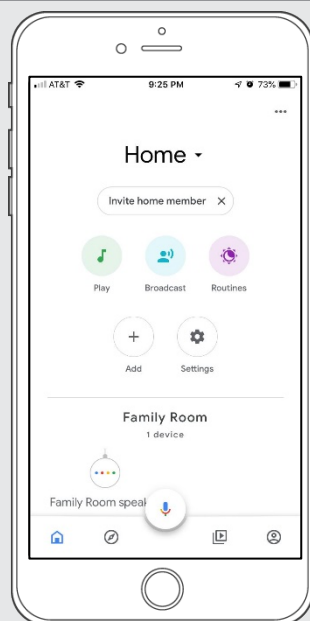 AT&T 9:25 PM 73%
Home
Invite home member X
Play Broadcast Routines
Add Settings
Family Room
1 device
Family Room speak